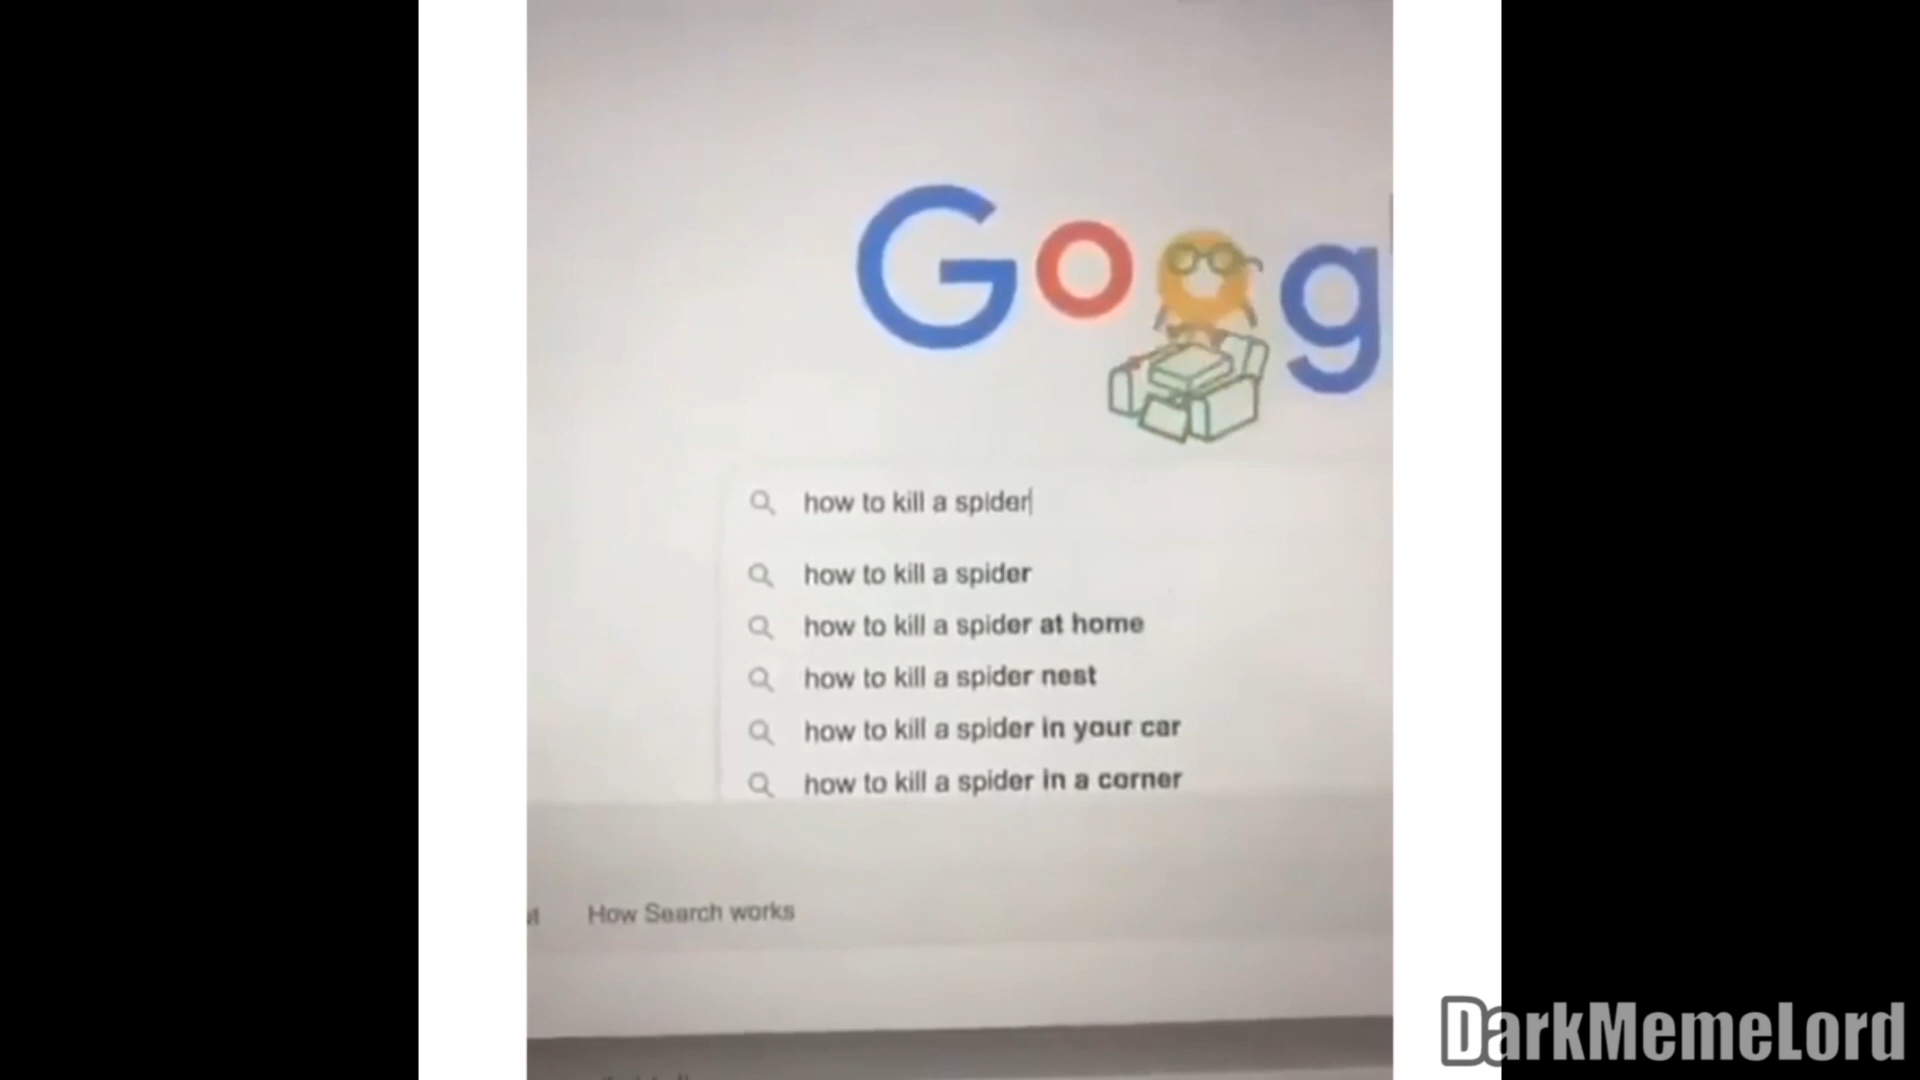 Goog
how to kill a spider
how to kill a spider
how to kill a spider at home
how to kill a spider nest
how to kill a spider in your car
how to kill a spider in a corner
How Search works
DarkMemeLord